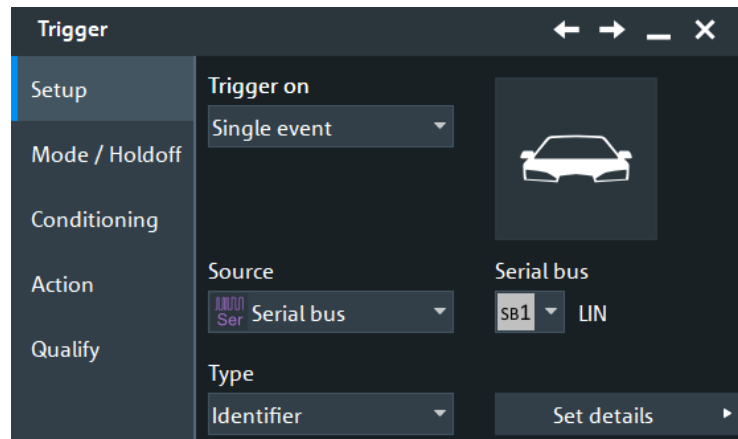 Trigger
Setup
Mode / Holdoff
Conditioning
Action
Qualify
Trigger on
Single event
Source
Serial bus
Ser Serial bus
SB1 LIN
Type
Identifier
Set details